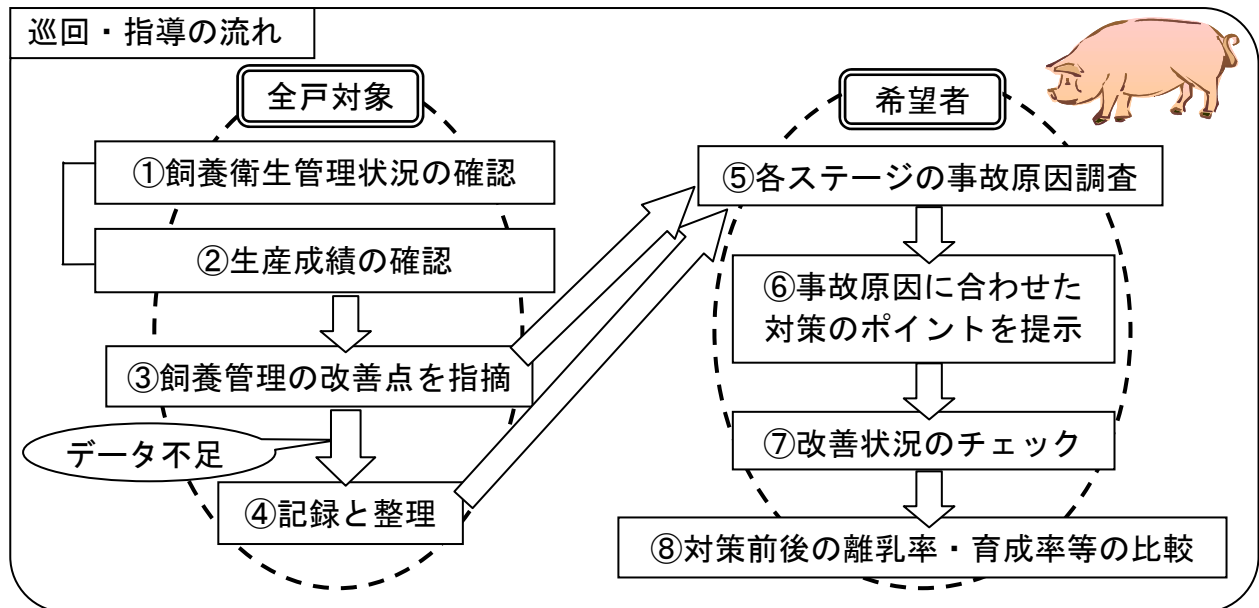 巡回・指導の流れ
全戸対象
①飼養衛生管理状況の確認
②生産成績の確認
③飼養管理の改善点を指摘
データ不足
④記録と整理
希望者
⑤各ステージの事故原因調査
⑥事故原因に合わせた
対策のポイントを提示
⑦改善状況のチェック
⑧対策前後の離乳率・育成率等の比較